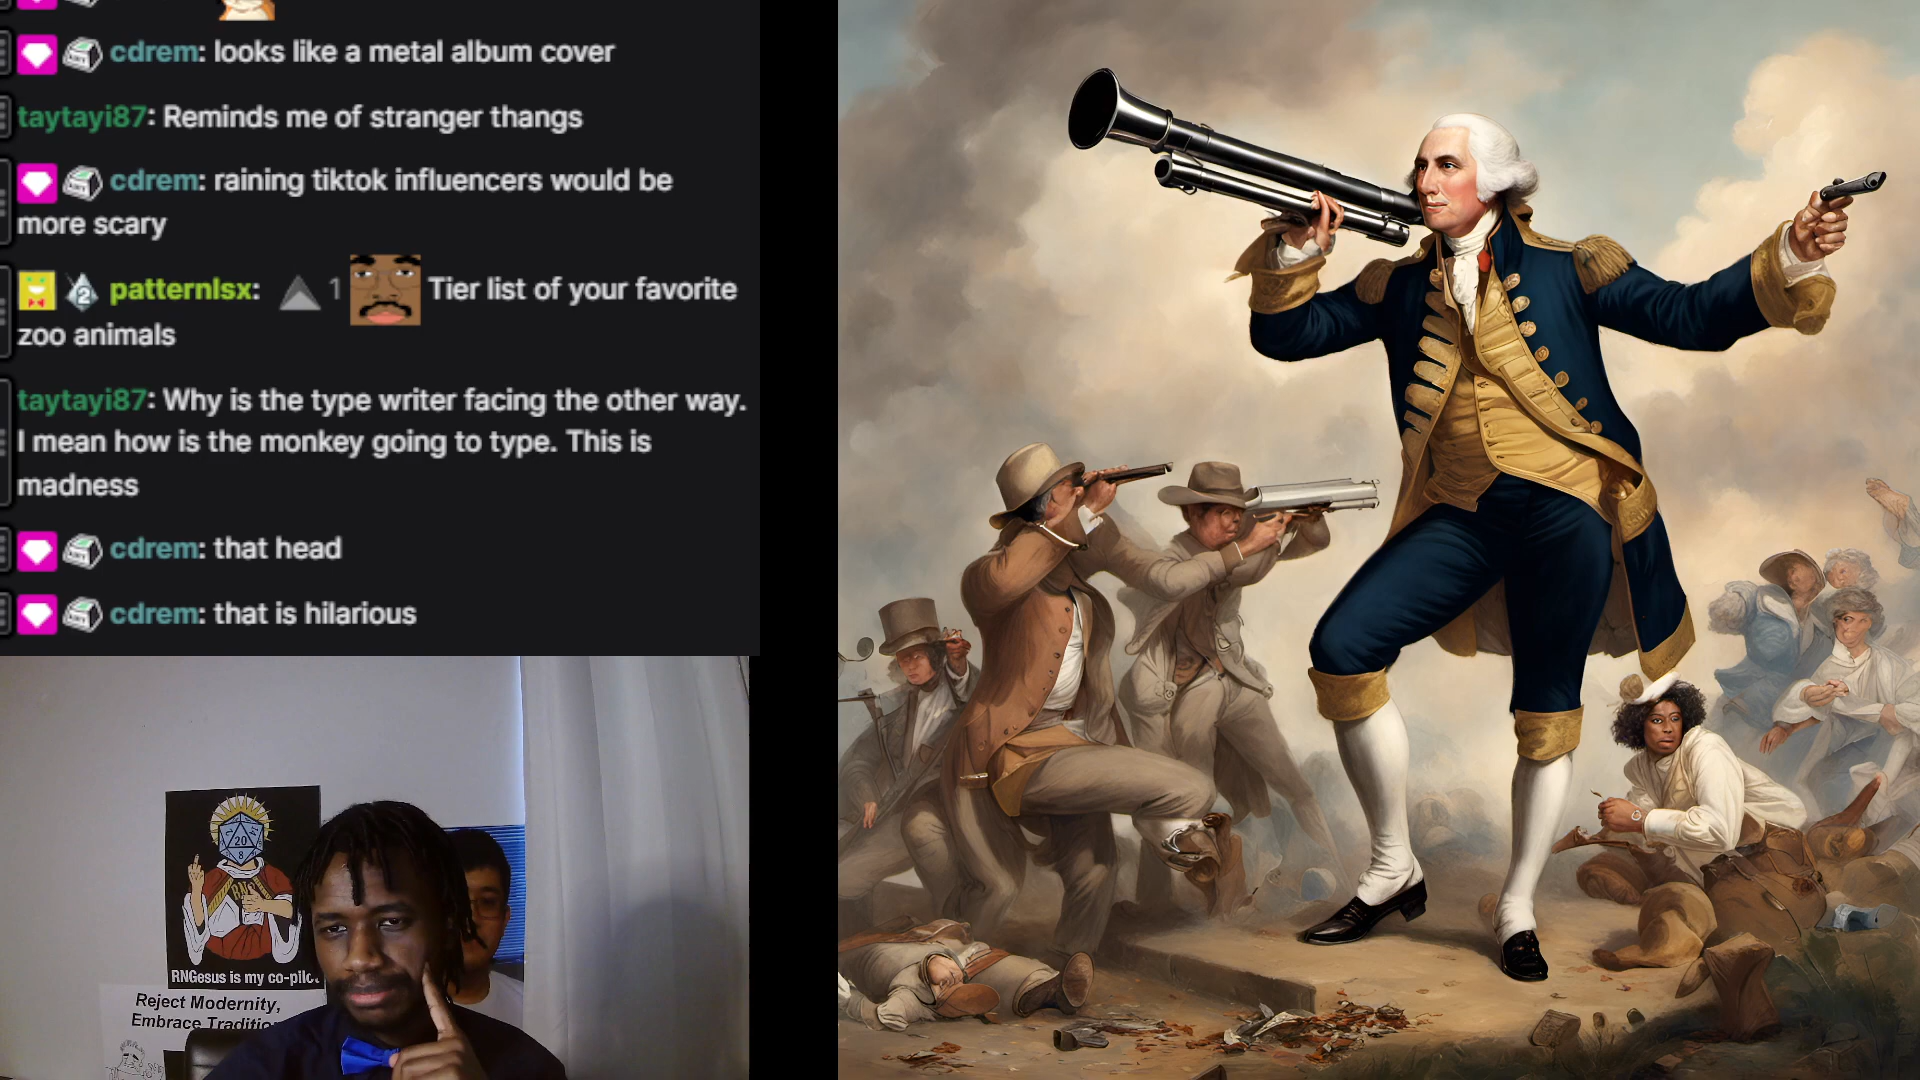 cdrem: looks like a metal album cover
taytayi87: Reminds me of stranger thangs
cdrem: raining tiktok influencers would be
more scary
patternlsx: 1 Tier list of your favorite
zoo animals
taytayi87: Why is the type writer facing the other way.
I mean how is the monkey going to type. This is
madness
cdrem: that head
cdrem: that is hilarious
20
8
RNGesus is my co-pilot
Reject Modernity,
Embrace Tradition